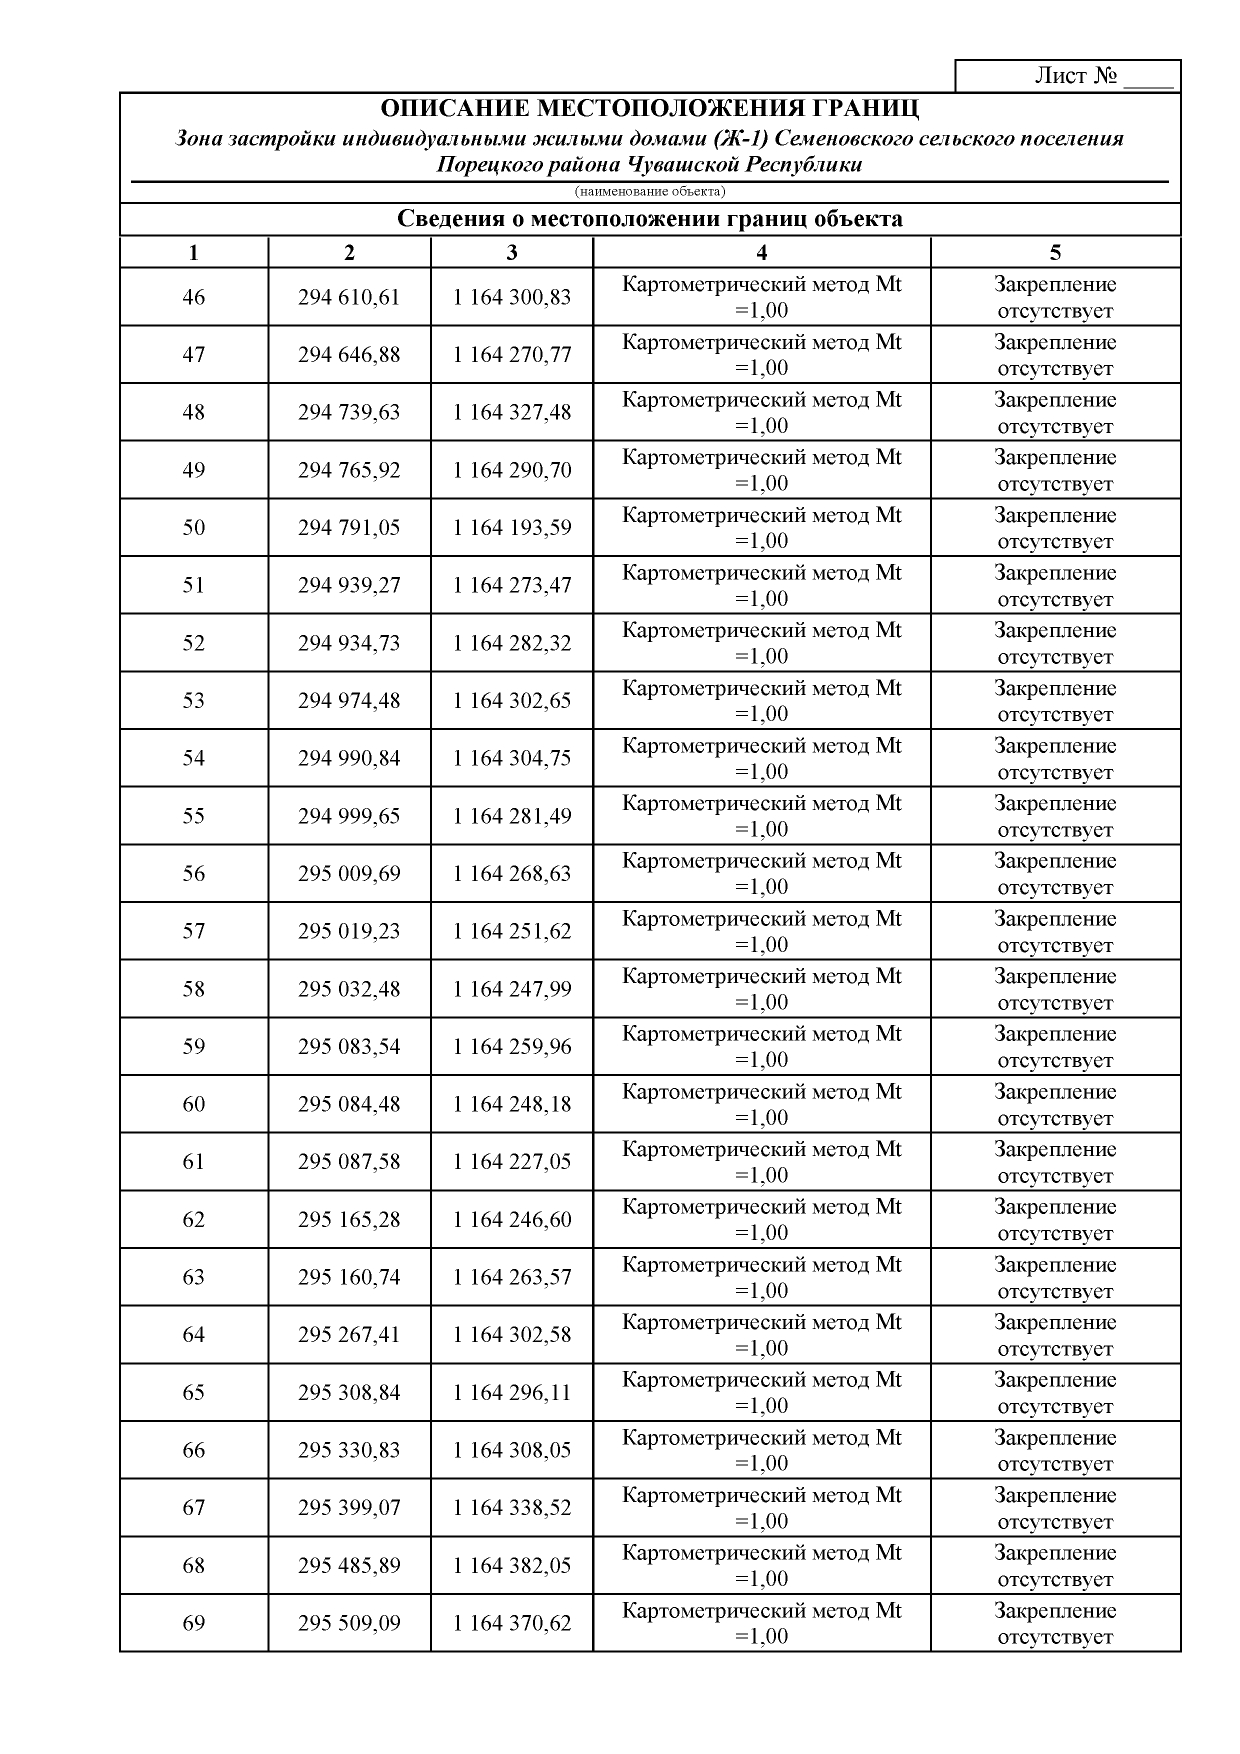 Лист № ____
ОПИСАНИЕ МЕСТОПОЛОЖЕНИЯ ГРАНИЦ
Зона застройки индивидуальными жилыми домами (Ж-1) Семеновского сельского поселения
Порецкого района Чувашской Республики
(наименование объекта)
Сведения о местоположении границ объекта
1 2 3 4 5
46 294 610,61 1 164 300,83 Картометрический метод Mt Закрепление
=1,00 отсутствует
47 294 646,88 1 164 270,77 Картометрический метод Mt Закрепление
=1,00 отсутствует
48 294 739,63 1 164 327,48 Картометрический метод Mt Закрепление
=1,00 отсутствует
49 294 765,92 1 164 290,70 Картометрический метод Mt Закрепление
=1,00 отсутствует
50 294 791,05 1 164 193,59 Картометрический метод Mt Закрепление
=1,00 отсутствует
51 294 939,27 1 164 273,47 Картометрический метод Mt Закрепление
=1,00 отсутствует
52 294 934,73 1 164 282,32 Картометрический метод Mt Закрепление
=1,00 отсутствует
53 294 974,48 1 164 302,65 Картометрический метод Mt Закрепление
=1,00 отсутствует
54 294 990,84 1 164 304,75 Картометрический метод Mt Закрепление
=1,00 отсутствует
55 294 999,65 1 164 281,49 Картометрический метод Mt Закрепление
=1,00 отсутствует
56 295 009,69 1 164 268,63 Картометрический метод Mt Закрепление
=1,00 отсутствует
57 295 019,23 1 164 251,62 Картометрический метод Mt Закрепление
=1,00 отсутствует
58 295 032,48 1 164 247,99 Картометрический метод Mt Закрепление
=1,00 отсутствует
59 295 083,54 1 164 259,96 Картометрический метод Mt Закрепление
=1,00 отсутствует
60 295 084,48 1 164 248,18 Картометрический метод Mt Закрепление
=1,00 отсутствует
61 295 087,58 1 164 227,05 Картометрический метод Mt Закрепление
=1,00 отсутствует
62 295 165,28 1 164 246,60 Картометрический метод Mt Закрепление
=1,00 отсутствует
63 295 160,74 1 164 263,57 Картометрический метод Mt Закрепление
=1,00 отсутствует
64 295 267,41 1 164 302,58 Картометрический метод Mt Закрепление
=1,00 отсутствует
65 295 308,84 1 164 296,11 Картометрический метод Mt Закрепление
=1,00 отсутствует
66 295 330,83 1 164 308,05 Картометрический метод Mt Закрепление
=1,00 отсутствует
67 295 399,07 1 164 338,52 Картометрический метод Mt Закрепление
=1,00 отсутствует
68 295 485,89 1 164 382,05 Картометрический метод Mt Закрепление
=1,00 отсутствует
69 295 509,09 1 164 370,62 Картометрический метод Mt Закрепление
=1,00 отсутствует